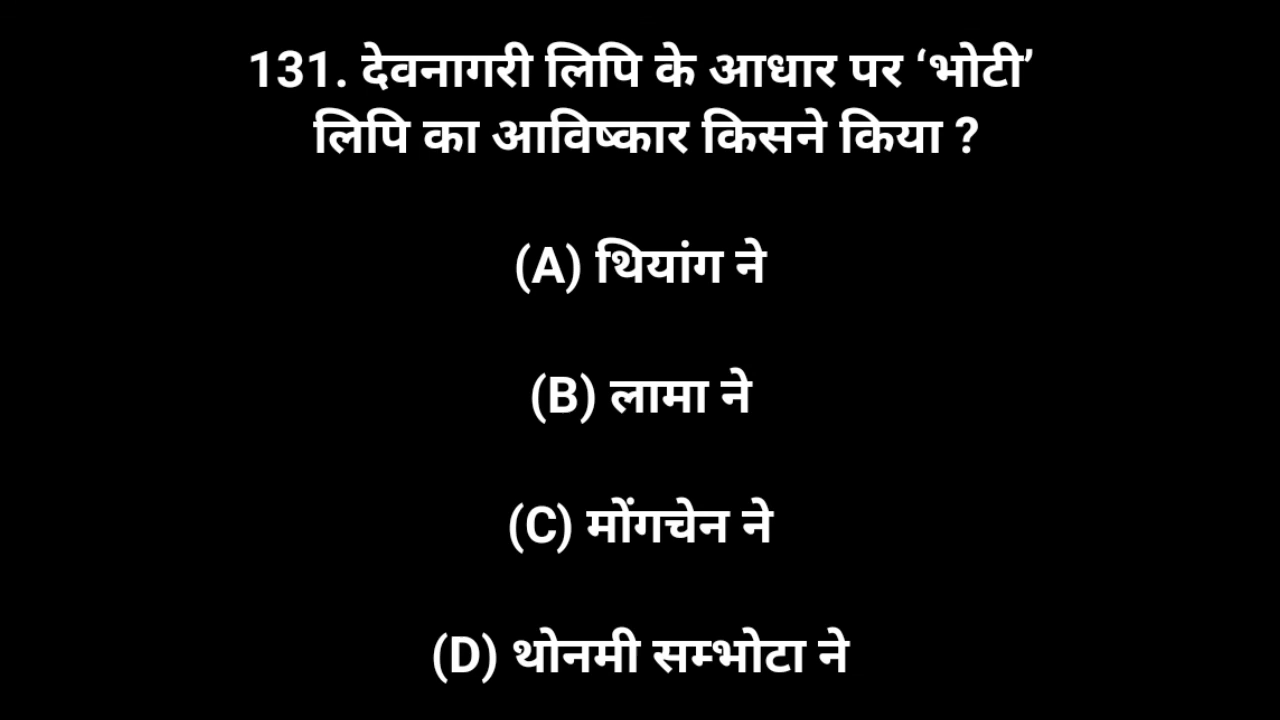 131. देवनागरी लिपि के आधार पर ‘भोटी’
लिपि का आविष्कार किसने किया ?
(A) थियांग ने
(B) लामा ने
(C) मोंगचेन ने
(D) थोनमी सम्भोटा ने